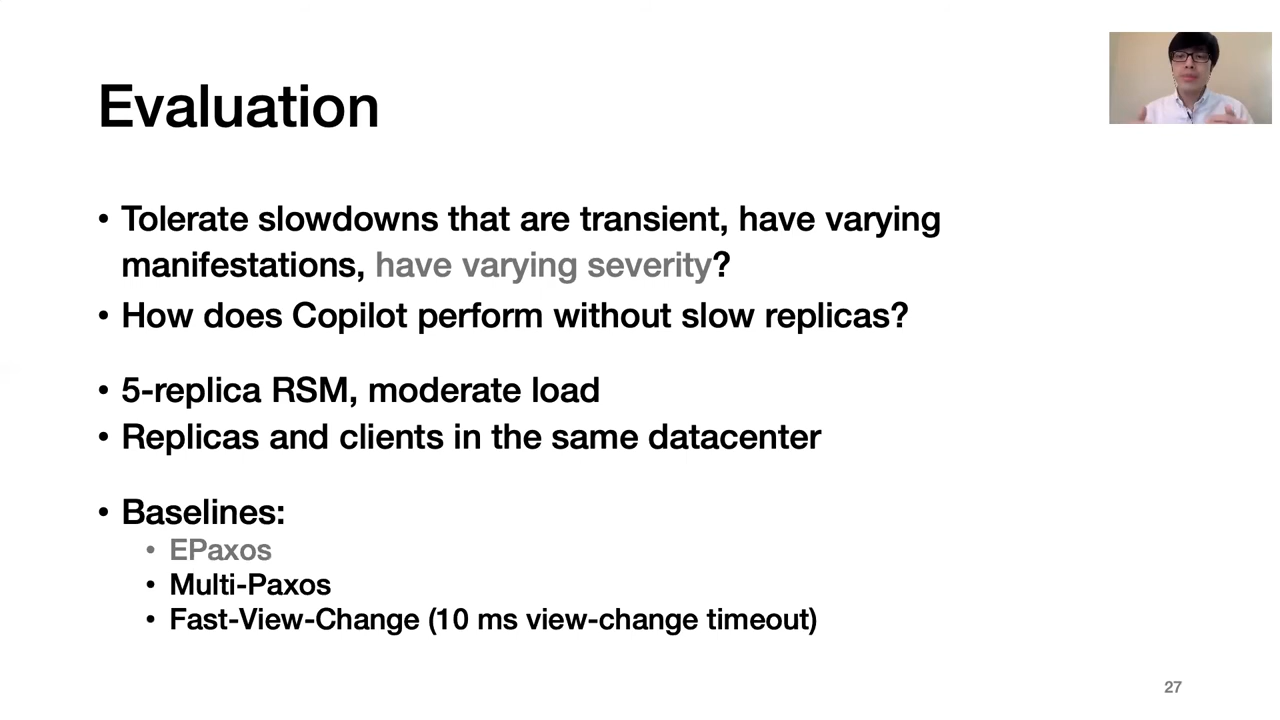 Evaluation
• Tolerate slowdowns that are transient, have varying
manifestations, have varying severity?
• How does Copilot perform without slow replicas?
• 5-replica RSM, moderate load
• Replicas and clients in the same datacenter
• Baselines:
• EPaxos
• Multi-Paxos
• Fast-View-Change (10 ms view-change timeout)
27